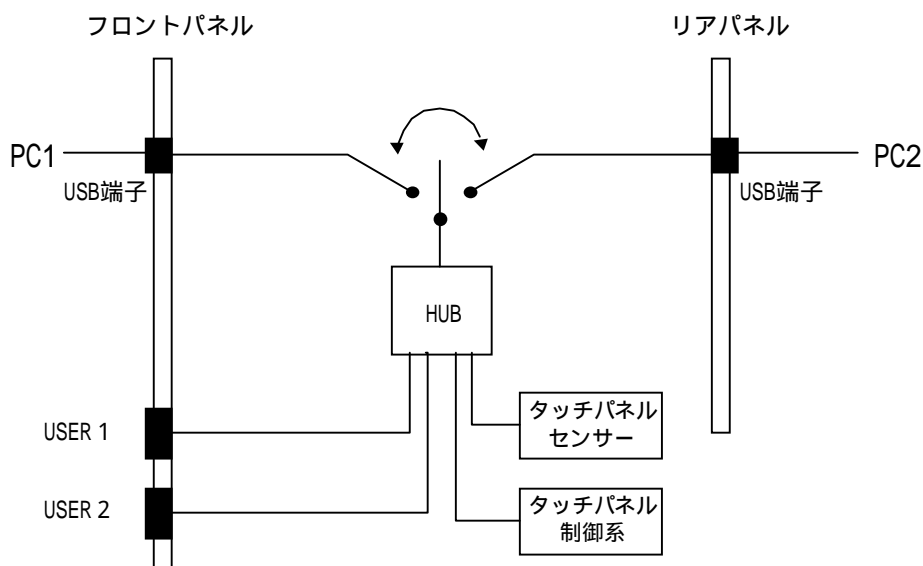 フロントパネル
リアパネル
PC1
PC2
USB端子
USB端子
HUB
タッチパネル
センサー
USER 1
タッチパネル
制御系
USER 2